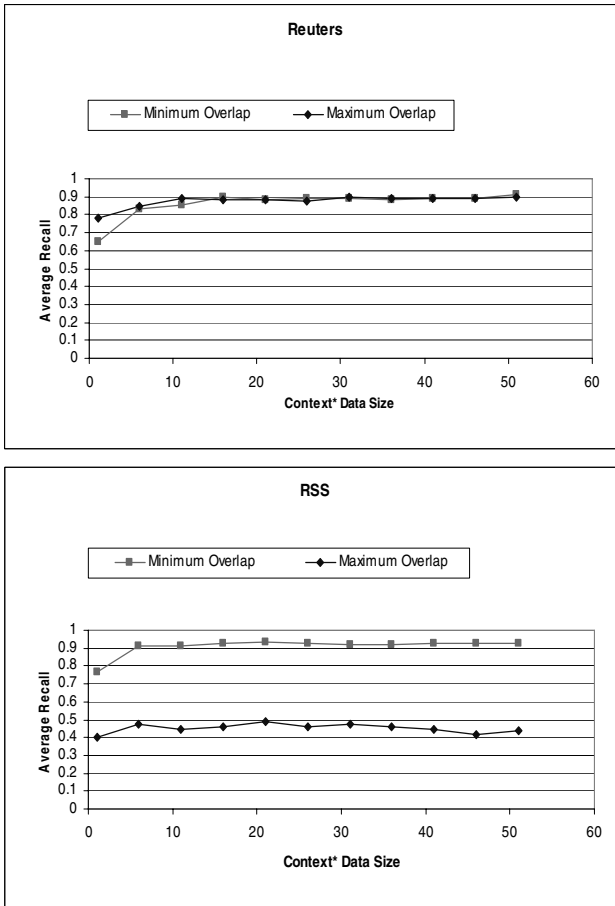 Reuters
Minimum Overlap Maximum Overlap
1
0.9
0.8
0.7
0.6
0.5
0.4
0.3
0.2
0.1
0
Average Recall
0 10 20 30 40 50 60
Context* Data Size
RSS
Minimum Overlap Maximum Overlap
1
0.9
0.8
0.7
0.6
0.5
0.4
0.3
0.2
0.1
0
Average Recall
0 10 20 30 40 50 60
Context* Data Size